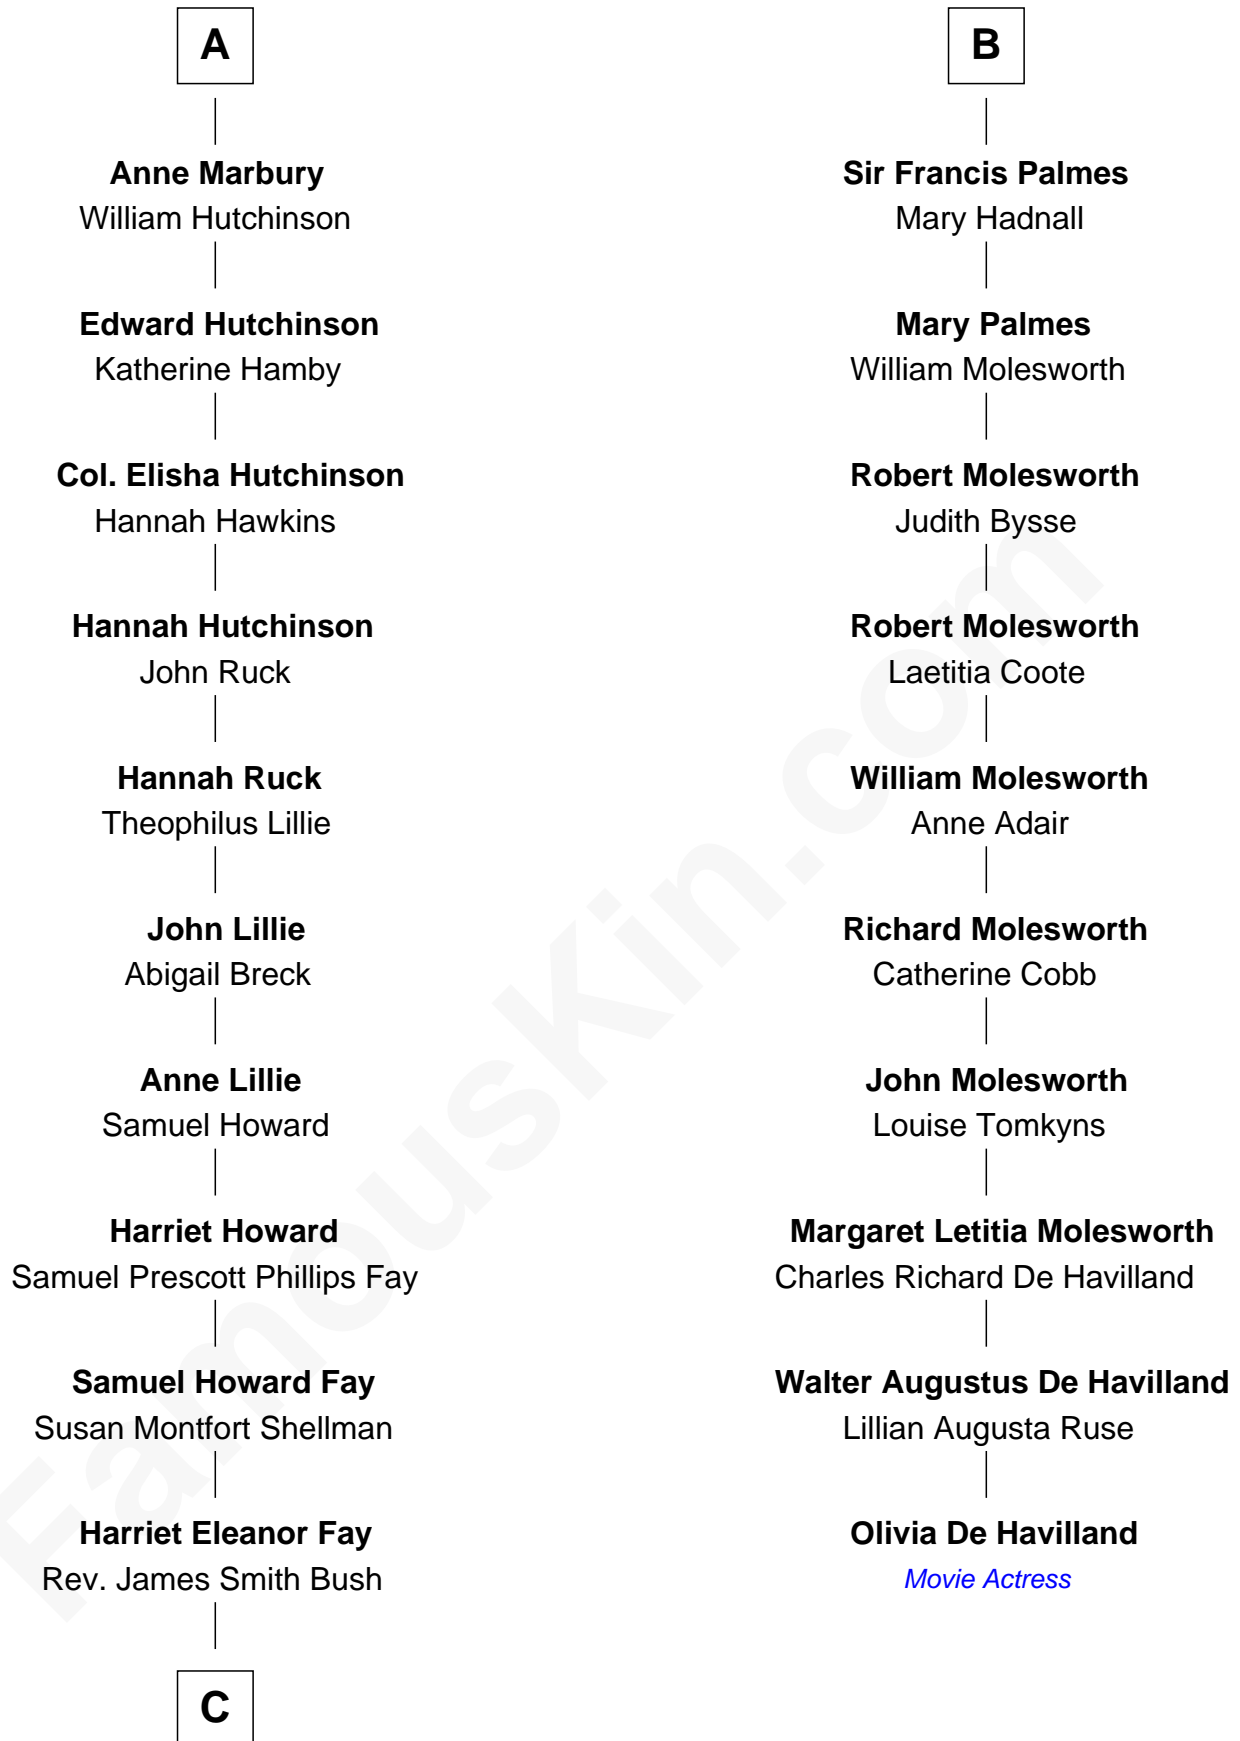 A
Anne Marbury
William Hutchinson
Edward Hutchinson
Katherine Hamby
Col. Elisha Hutchinson
Hannah Hawkins
Hannah Hutchinson
John Ruck
Hannah Ruck
Theophilus Lillie
John Lillie
Abigail Breck
Anne Lillie
Samuel Howard
Harriet Howard
Samuel Prescott Phillips Fay
Samuel Howard Fay
Susan Montfort Shellman
Harriet Eleanor Fay
Rev. James Smith Bush
C
B
Sir Francis Palmes
Mary Hadnall
Mary Palmes
William Molesworth
Robert Molesworth
Judith Bysse
Robert Molesworth
Laetitia Coote
William Molesworth
Anne Adair
Richard Molesworth
Catherine Cobb
John Molesworth
Louise Tomkyns
Margaret Letitia Molesworth
Charles Richard De Havilland
Walter Augustus De Havilland
Lillian Augusta Ruse
Olivia De Havilland
Movie Actress
FamousKin.com